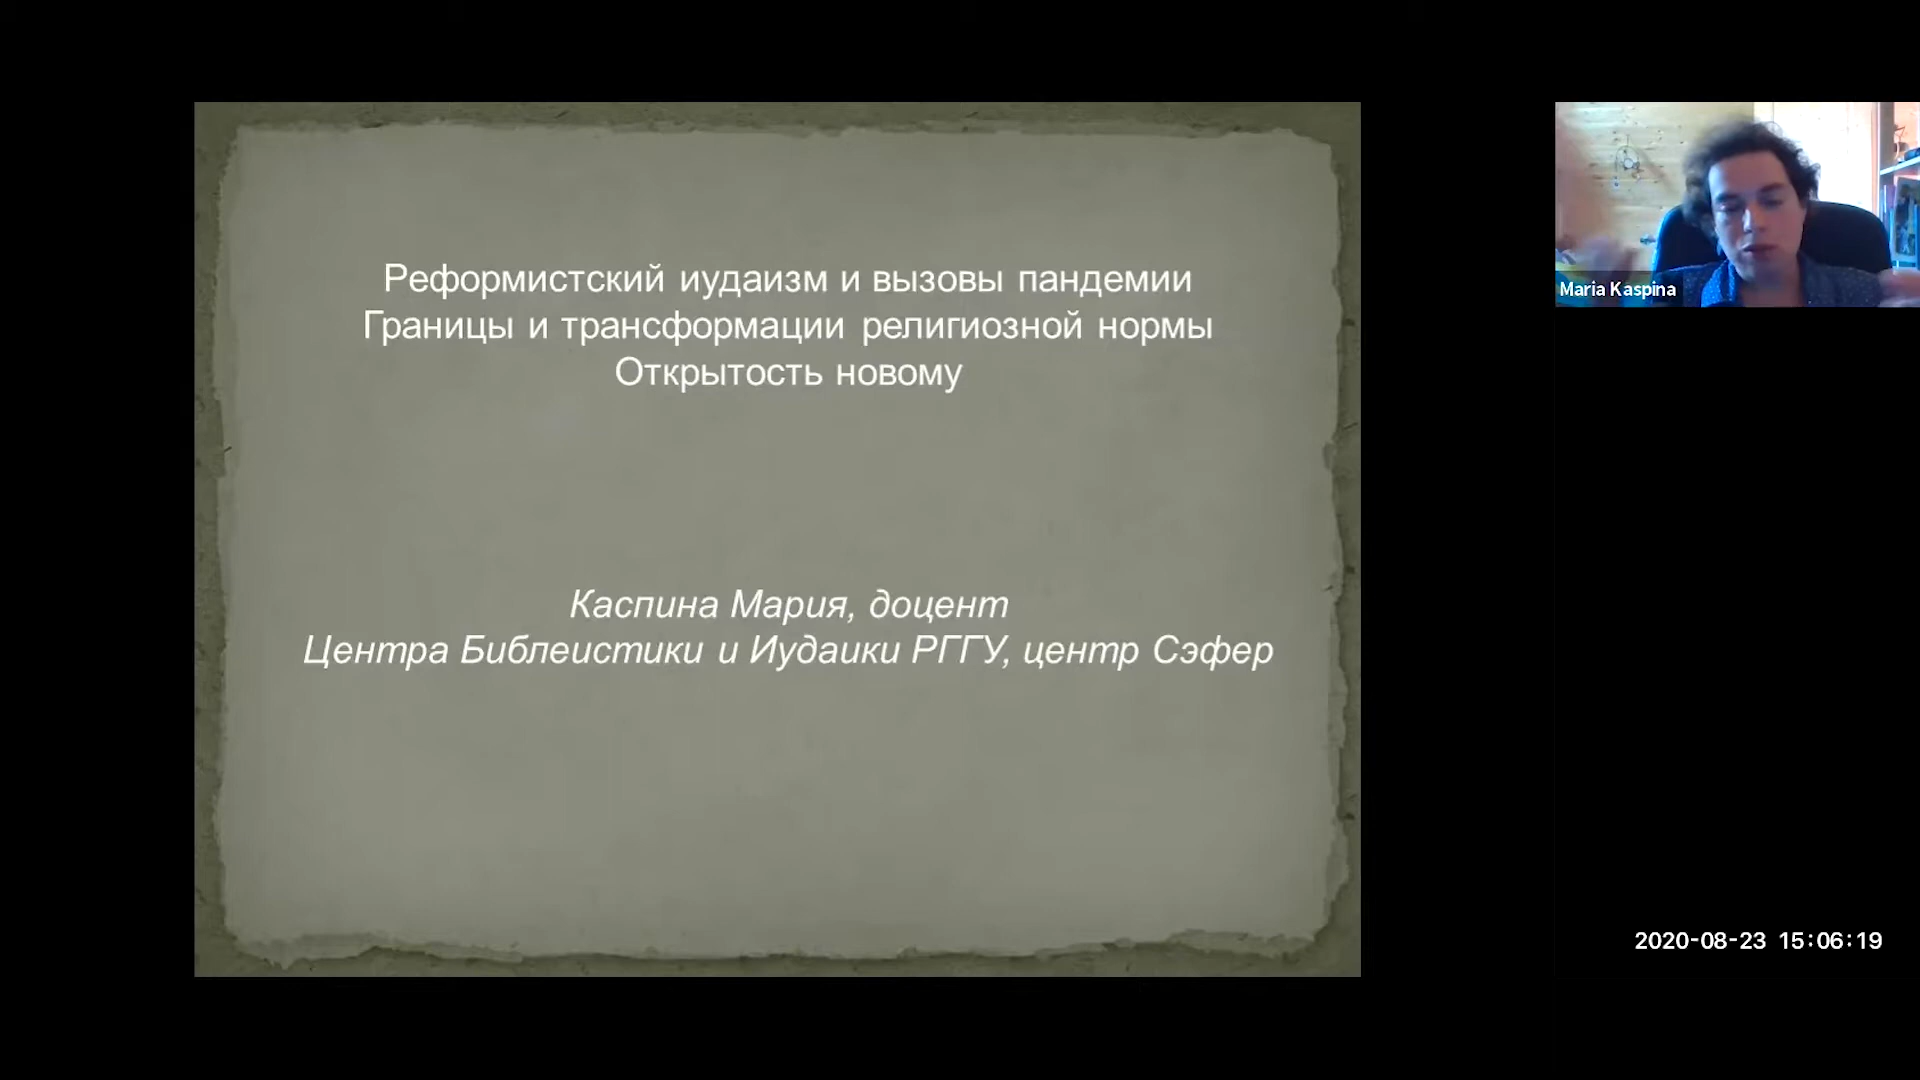 Реформистский иудаизм и вызовы пандемии
Границы и трансформации религиозной нормы
Открытость новому
Каспина Мария, доцент
Центра Библеистики и Иудаики РГГУ, центр Сэфер
Maria Kaspina
2020-08-23 15:06:19